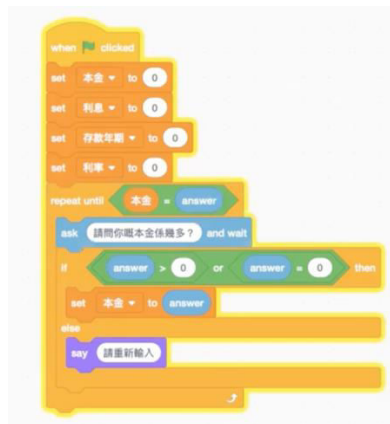 when clicked
set 本金 to 0
set 利息 to 0
set 存款年期 to 0
set 利率 to 0
repeat until 本金 = answer
ask 請問你嘅本金係幾多？ and wait
if answer > 0 or answer = 0 then
set 本金 to answer
else
say 請重新輸入